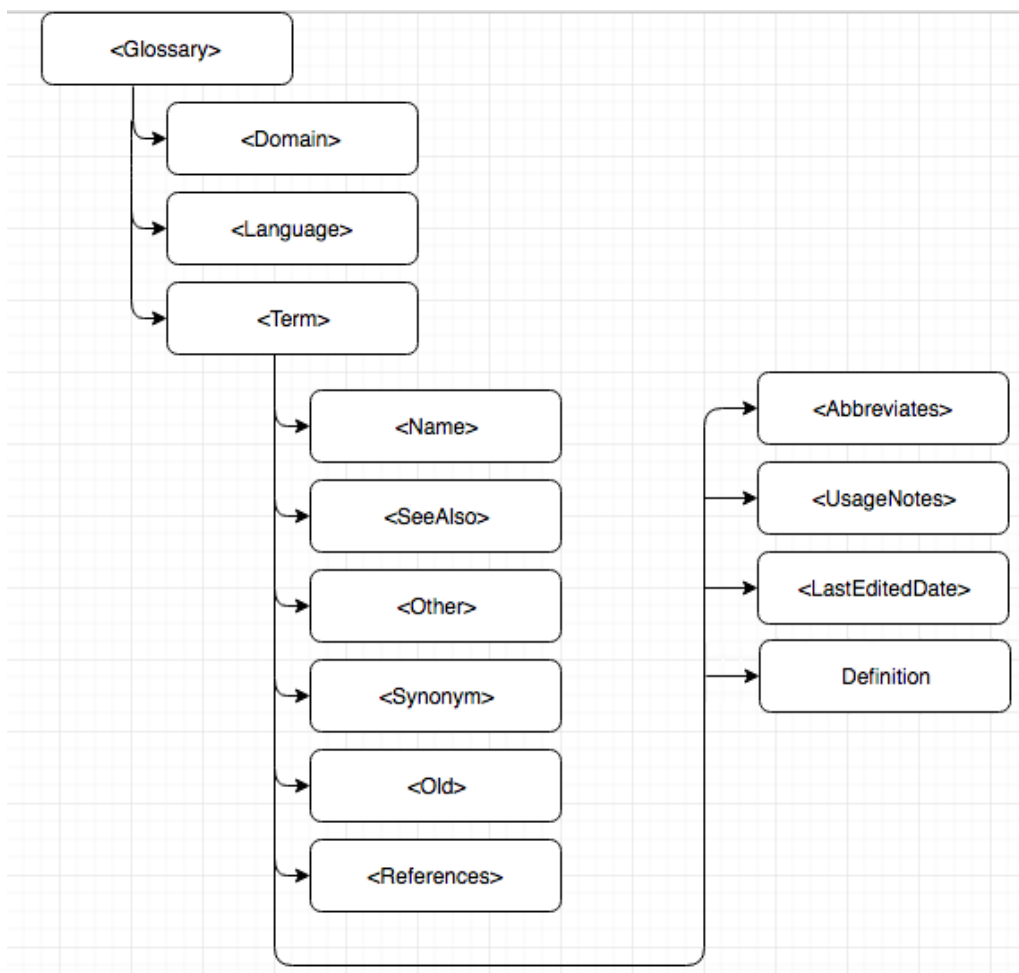 <Glossary>
<Domain>
<Language>
<Term>
<Name>
<SeeAlso>
<Other>
<Synonym>
<Old>
<References>
<Abbreviates>
<UsageNotes>
<LastEditedDate>
Definition